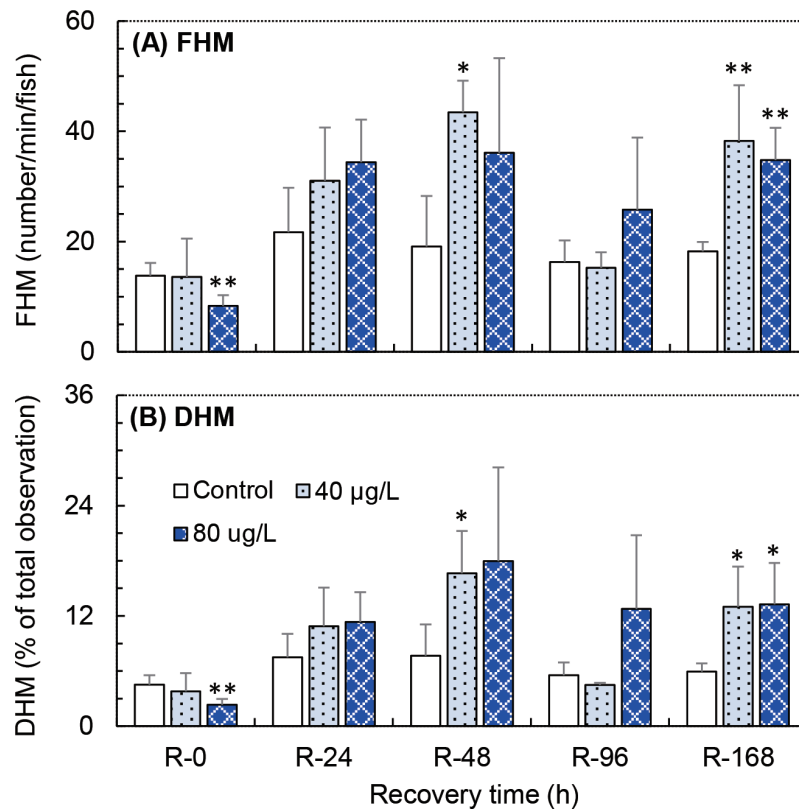 (A) FHM
FHM (number/min/fish)
60
40
20
0
**
*
**
**
(B) DHM
DHM (% of total observation)
36
24
12
0
Control
40 µg/L
80 ug/L
**
*
*
*
R-0 R-24 R-48 R-96 R-168
Recovery time (h)